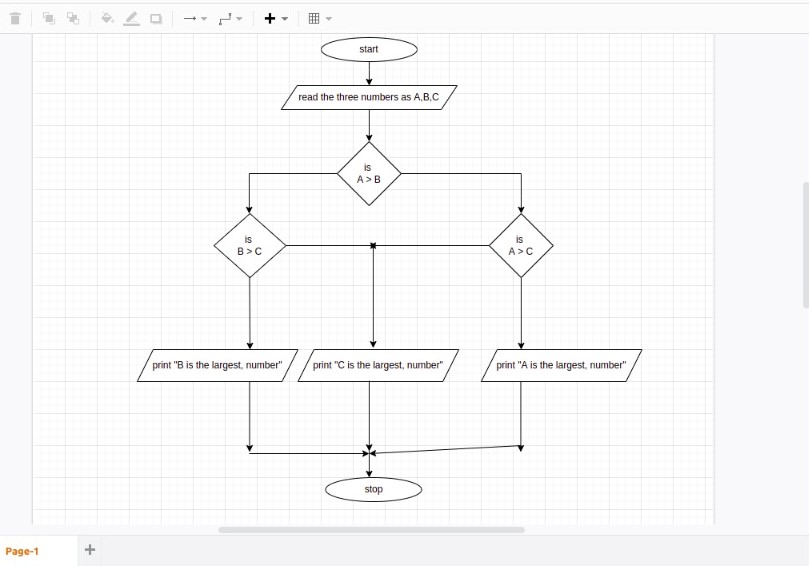 start
read the three numbers as A,B,C
is
A > B
is
B > C
is
A > C
print "B is the largest, number"
print "C is the largest, number"
print "A is the largest, number"
stop
Page-1